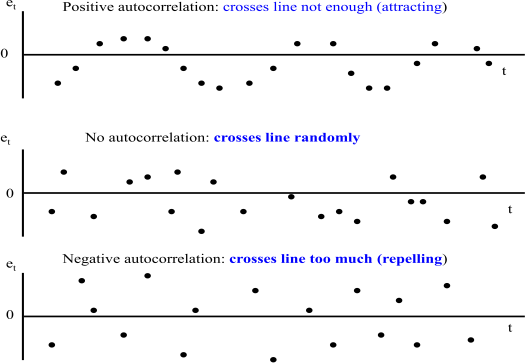 e_t Positive autocorrelation: crosses line not enough (attracting)
0
t
No autocorrelation: crosses line randomly
e_t
0
t
Negative autocorrelation: crosses line too much (repelling)
e_t
0
t